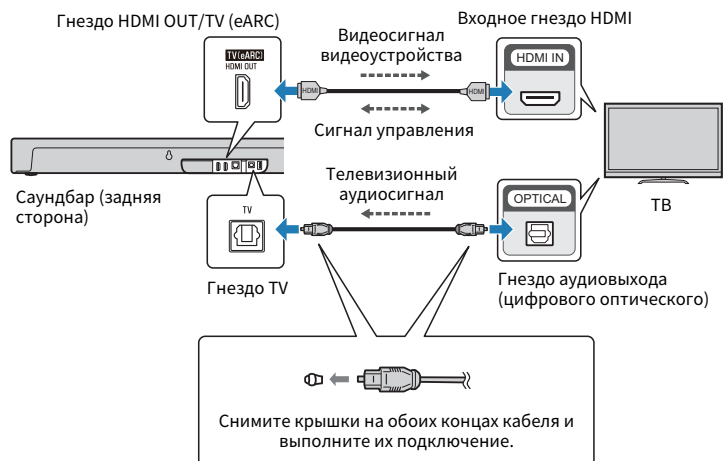 Гнездо HDMI OUT/TV (eARC)
Входное гнездо HDMI
TV(eARC)
HDMI OUT
Видеосигнал
видеоустройства
HDMI
HDMI
HDMI IN
Сигнал управления
Саундбар (задняя
сторона)
Телевизионный
аудиосигнал
TV
OPTICAL
ТВ
Гнездо TV
Гнездо аудиовыхода
(цифрового оптического)
Снимите крышки на обоих концах кабеля и
выполните их подключение.